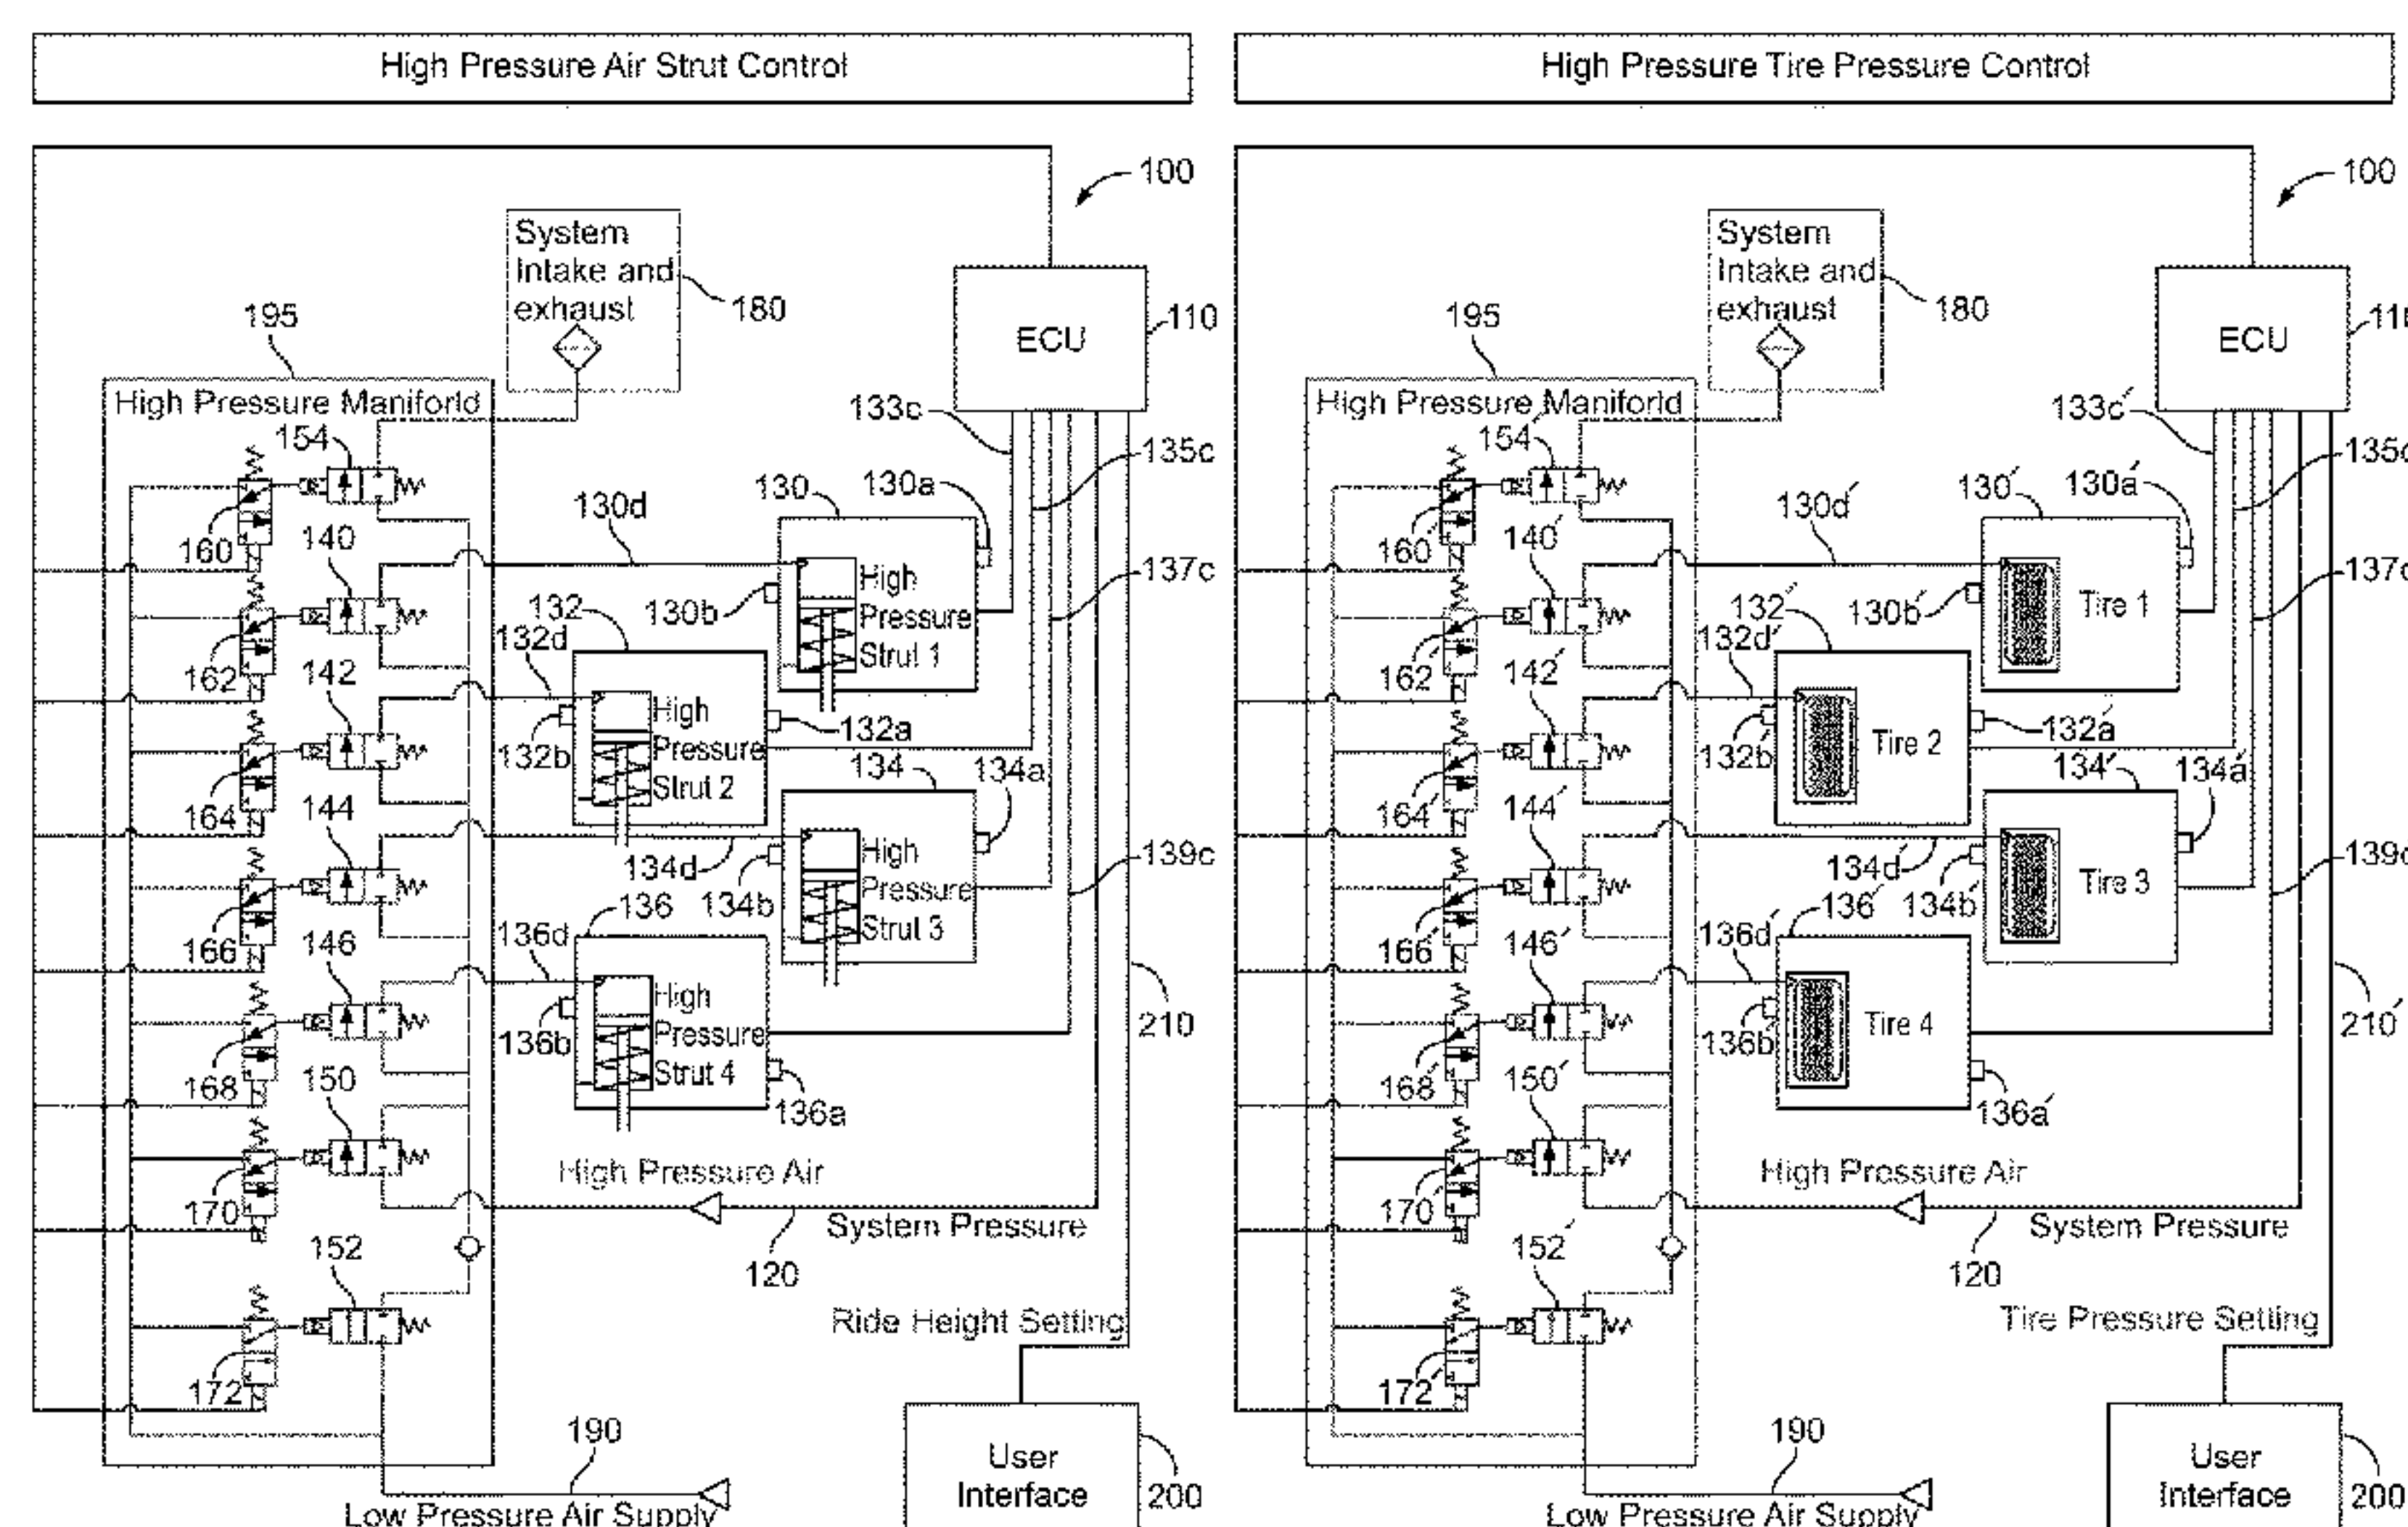 High Pressure Air Strut Control
100
System
Intake and
exhaust
180
195
110
ECU
High Pressure Maniforld
133c
154
135c
130
130a
130d
160
140
137c
High
Pressure
Strut 1
130b
132
132d
162
142
High
Pressure
Strut 2
132a
132b
134
134a
164
144
134d
High
Pressure
Strut 3
139c
136
134b
166
146
136d
High
Pressure
Strut 4
136b
210
168
150
136a
High Pressure Air
170
System Pressure
152
120
Ride Height Setting
172
190
User
Interface
200
Low Pressure Air Supply
High Pressure Tire Pressure Control
100
System
Intake and
exhaust
180
195
ECU
High Pressure Maniforld
133c′
154′
130′
130a′
130d′
160′
140′
Tire 1
130b′
132′
132d′
162′
142′
Tire 2
132a′
132b′
134′
134a′
164′
144′
134d′
Tire 3
136′
134b′
166′
146′
136d′
Tire 4
136b′
210′
168′
150′
136a′
High Pressure Air
170′
System Pressure
152′
120
Tire Pressure Setting
172′
190
User
Interface
200
Low Pressure Air Supply